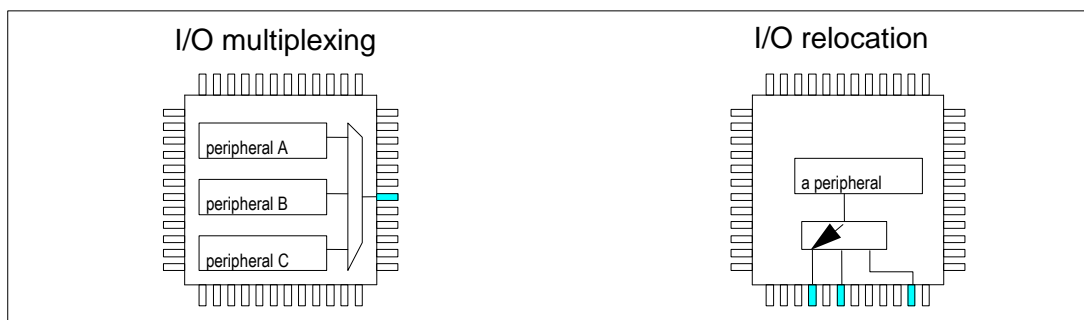 I/O multiplexing
peripheral A
peripheral B
peripheral C
I/O relocation
a peripheral